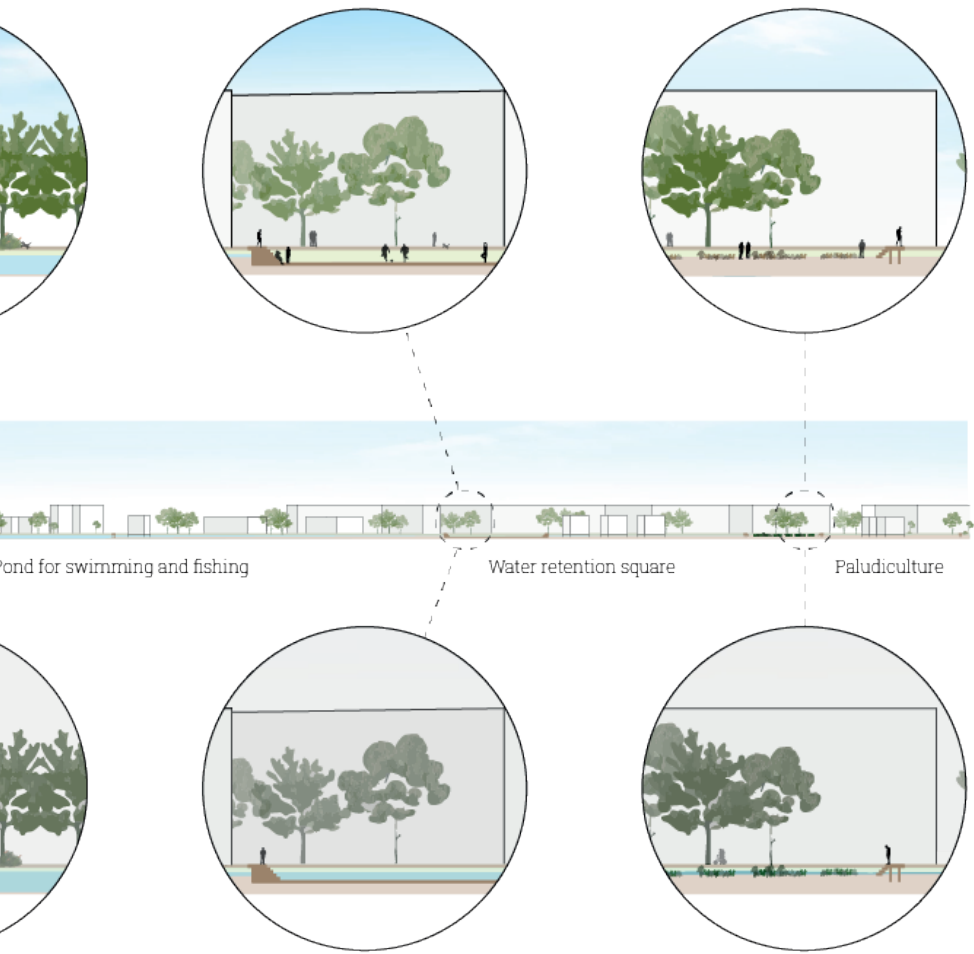 Pond for swimming and fishing
Water retention square
Paludiculture